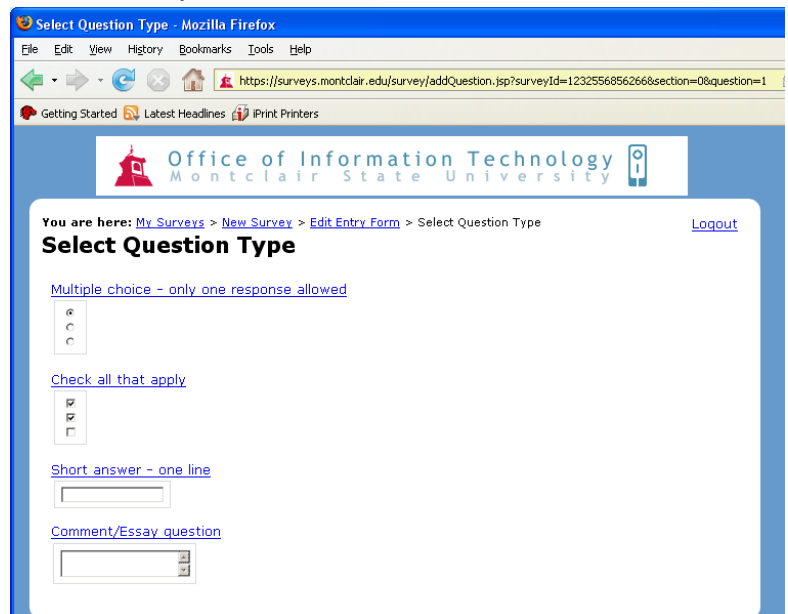 Select Question Type - Mozilla Firefox
File Edit View History Bookmarks Tools Help
https://surveys.montclair.edu/survey/addQuestion.jsp?surveyId=1232556856266&section=0&question=1
Getting Started Latest Headlines iPrint Printers
Office of Information Technology
Montclair State University
You are here: My Surveys > New Survey > Edit Entry Form > Select Question Type
Logout
Select Question Type
Multiple choice - only one response allowed
Check all that apply
Short answer - one line
Comment/Essay question